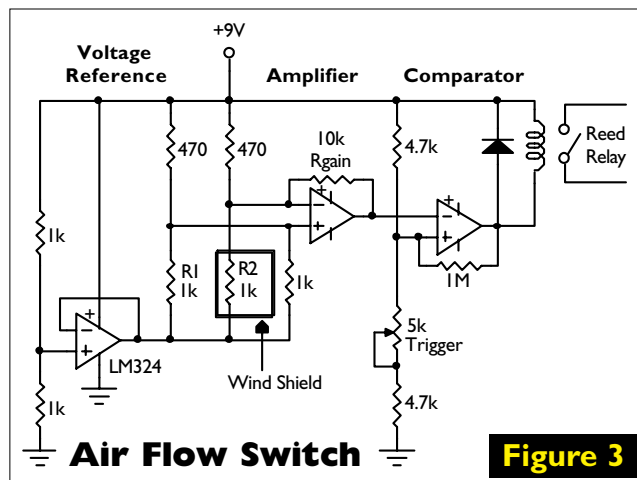 +9V
Voltage
Reference
Amplifier
Comparator
470
470
10k
Rgain
4.7k
Reed
Relay
+
−
+
+
−
+
1k
R1
1k
R2
1k
1k
1M
+
−
+
LM324
5k
Trigger
Wind Shield
1k
4.7k
Air Flow Switch
Figure 3